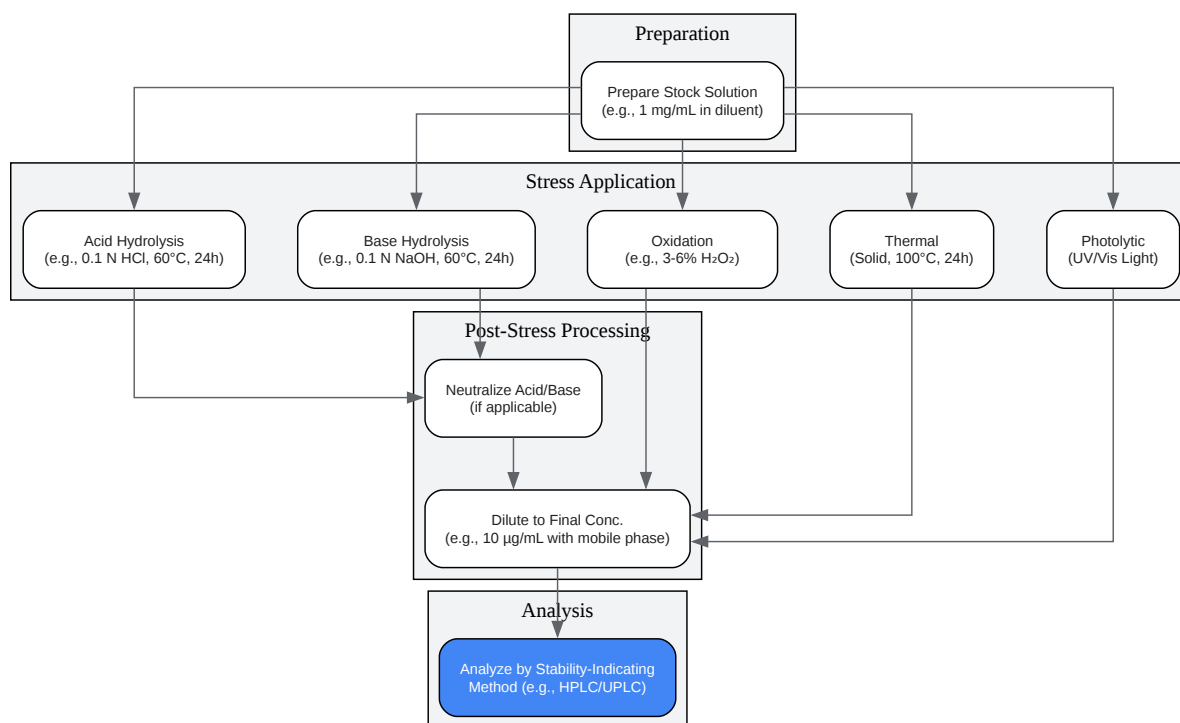 Preparation
Prepare Stock Solution
(e.g., 1 mg/mL in diluent)
Stress Application
Acid Hydrolysis
(e.g., 0.1 N HCl, 60°C, 24h)
Base Hydrolysis
(e.g., 0.1 N NaOH, 60°C, 24h)
Oxidation
(e.g., 3-6% H₂O₂)
Thermal
(Solid, 100°C, 24h)
Photolytic
(UV/Vis Light)
Post-Stress Processing
Neutralize Acid/Base
(if applicable)
Dilute to Final Conc.
(e.g., 10 µg/mL with mobile phase)
Analysis
Analyze by Stability-Indicating
Method (e.g., HPLC/UPLC)